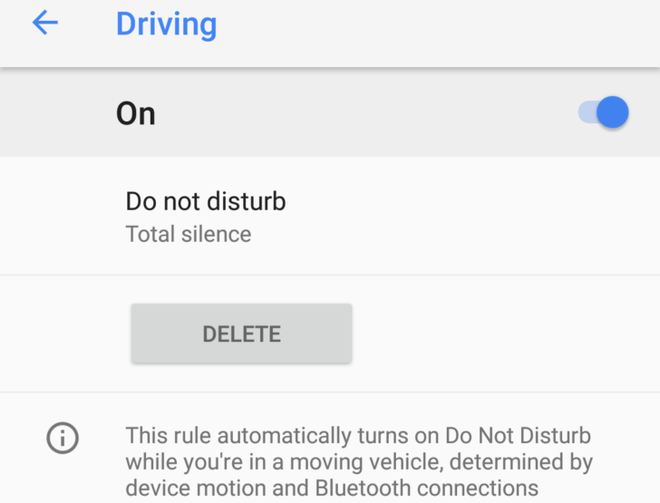 Driving
On
Do not disturb
Total silence
DELETE
This rule automatically turns on Do Not Disturb
while you're in a moving vehicle, determined by
device motion and Bluetooth connections